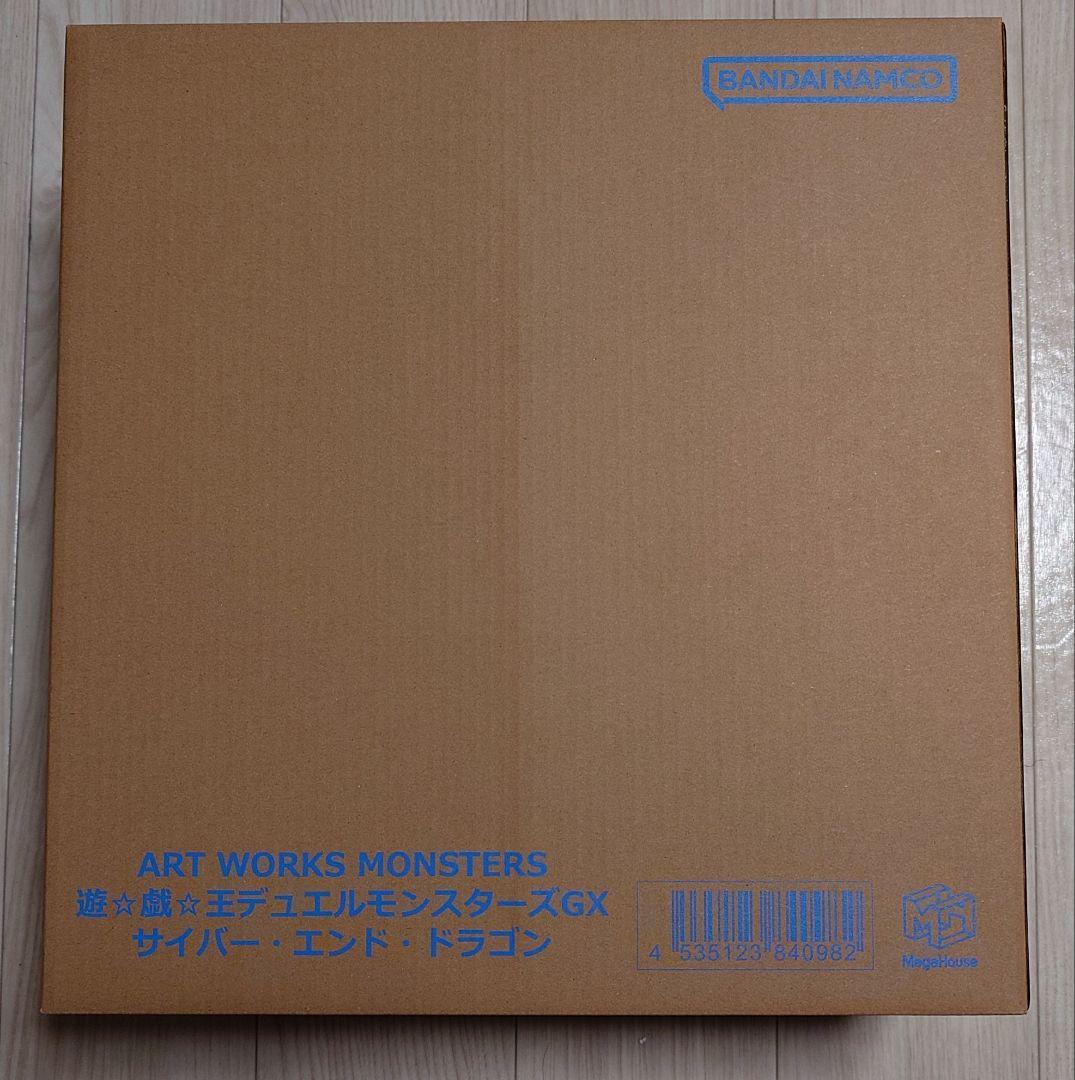 BANDAI NAMCO
ART WORKS MONSTERS
遊☆戯☆王デュエルモンスターズGX
サイバー・エンド・ドラゴン
4 535123 840982
MegaHouse